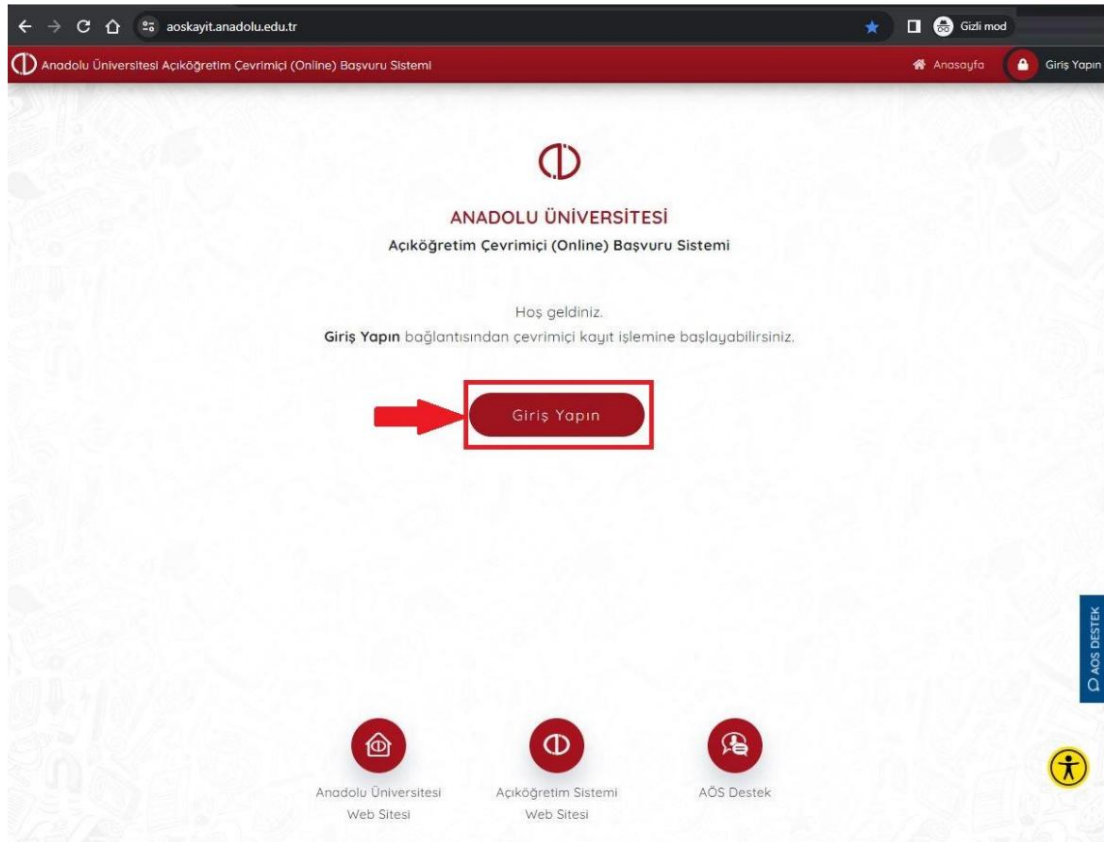 aoskayit.anadolu.edu.tr
Gizli mod
Anadolu Üniversitesi Açıköğretim Çevrimiçi (Online) Başvuru Sistemi
Anasayfa
Giriş Yapın
ANADOLU ÜNİVERSİTESİ
Açıköğretim Çevrimiçi (Online) Başvuru Sistemi
Hoş geldiniz.
Giriş Yapın bağlantısından çevrimiçi kayıt işlemine başlayabilirsiniz.
Giriş Yapın
AOS DESTEK
Anadolu Üniversitesi
Web Sitesi
Açıköğretim Sistemi
Web Sitesi
AÖS Destek